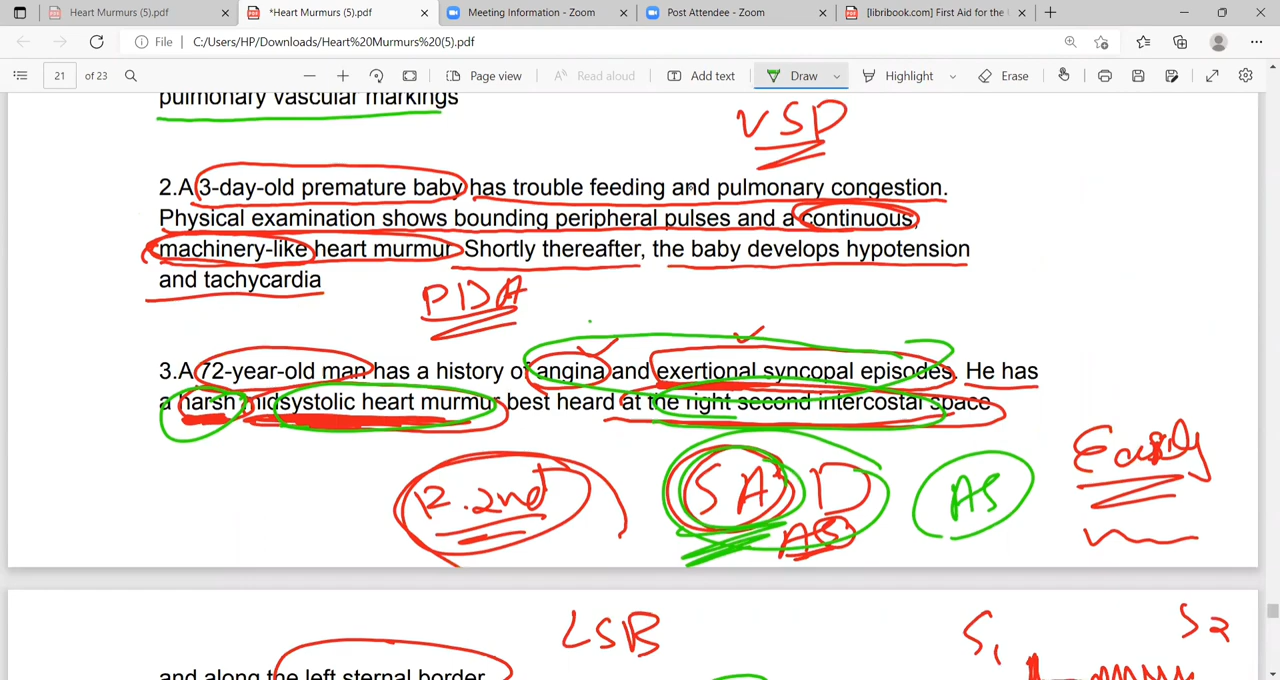 Heart Murmurs (5).pdf
*Heart Murmurs (5).pdf
Meeting Information - Zoom
Post Attendee - Zoom
[libribook.com] First Aid for the
File
C:/Users/HP/Downloads/Heart%20Murmurs%20(5).pdf
21 of 23
Page view
Read aloud
Add text
Draw
Highlight
Erase
pulmonary vascular markings
VSD
2.A 3-day-old premature baby has trouble feeding and pulmonary congestion.
Physical examination shows bounding peripheral pulses and a continuous,
machinery-like heart murmur. Shortly thereafter, the baby develops hypotension
and tachycardia
PDA
3.A 72-year-old man has a history of angina and exertional syncopal episodes. He has
a harsh midsystolic heart murmur best heard at the right second intercostal space
R. 2nd
SAD
AS
AS
LSB
S1
S2
and along the left sternal border